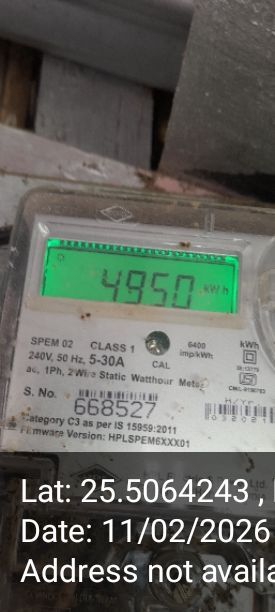 4950 kWh
SPEM 02 CLASS 1 6400 kWh
240V, 50 Hz, 5-30A imp/kWh
CAL
ac, 1Ph, 2 Wire Static Watthour Meter
S. No.
668527
Category C3 as per IS 15959:2011
Firmware Version: HPLSPEM6XXX01
Lat: 25.5064243 ,
Date: 11/02/2026
Address not availa